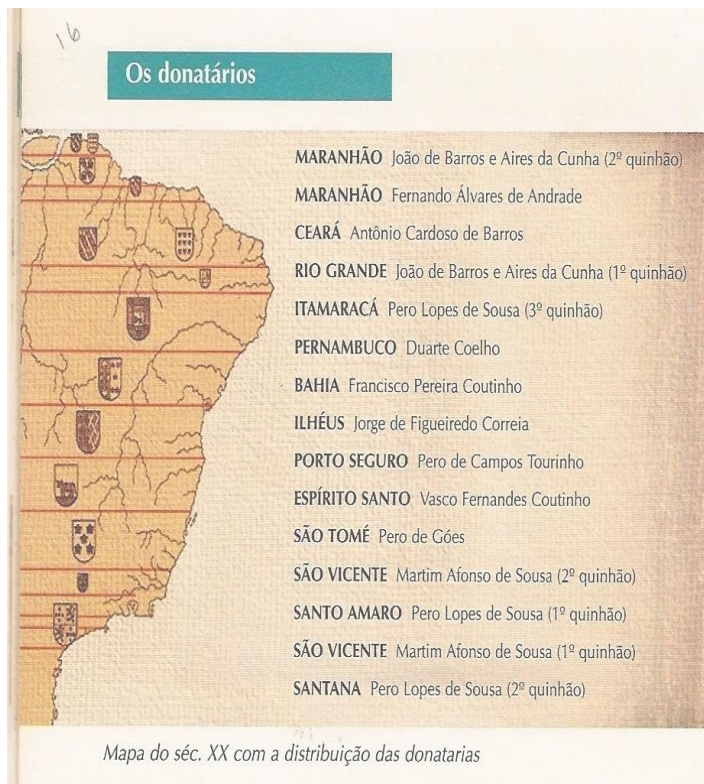 16
Os donatários
MARANHÃO João de Barros e Aires da Cunha (2º quinhão)
MARANHÃO Fernando Álvares de Andrade
CEARÁ Antônio Cardoso de Barros
RIO GRANDE João de Barros e Aires da Cunha (1º quinhão)
ITAMARACÁ Pero Lopes de Sousa (3º quinhão)
PERNAMBUCO Duarte Coelho
BAHIA Francisco Pereira Coutinho
ILHÉUS Jorge de Figueiredo Correia
PORTO SEGURO Pero de Campos Tourinho
ESPÍRITO SANTO Vasco Fernandes Coutinho
SÃO TOMÉ Pero de Góes
SÃO VICENTE Martim Afonso de Sousa (2º quinhão)
SANTO AMARO Pero Lopes de Sousa (1º quinhão)
SÃO VICENTE Martim Afonso de Sousa (1º quinhão)
SANTANA Pero Lopes de Sousa (2º quinhão)
Mapa do séc. XX com a distribuição das donatarias